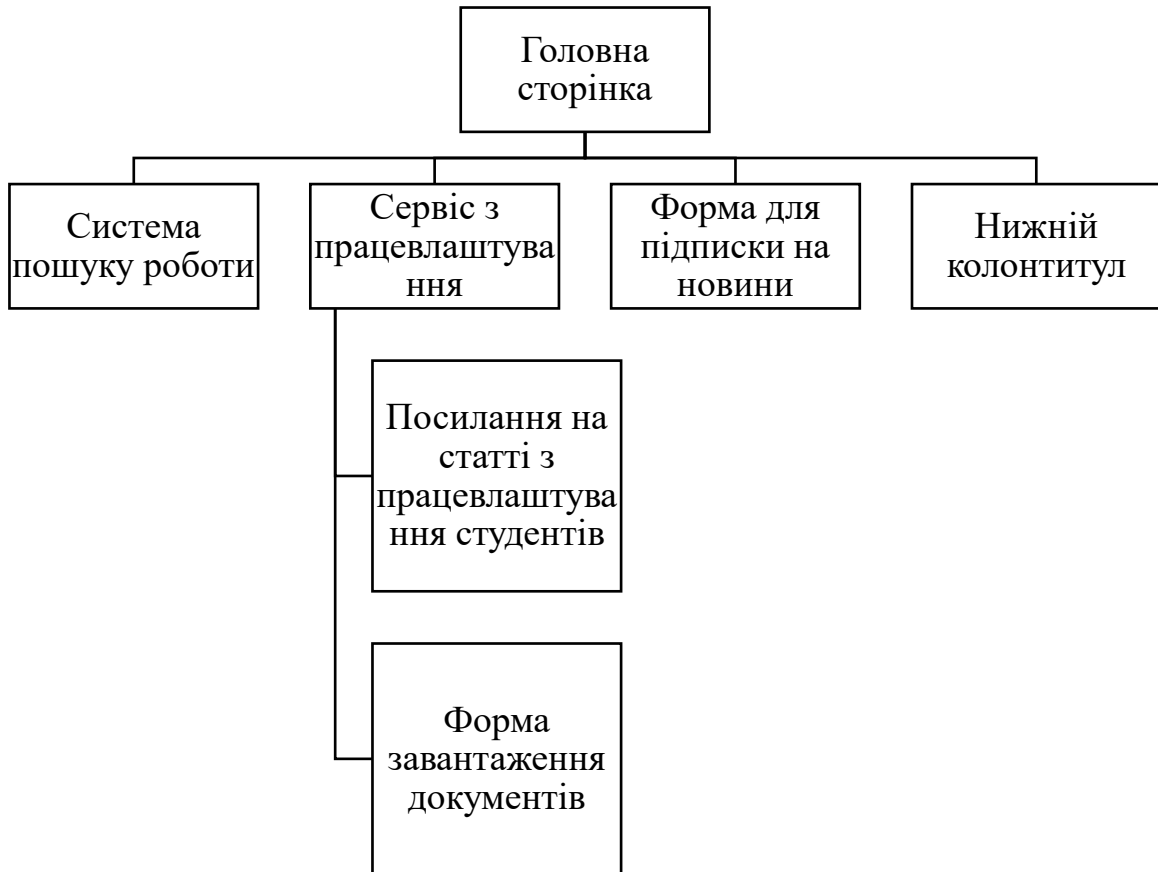 Головна
сторінка
Система
пошуку роботи
Сервіс з
працевлаштува
ння
Форма для
підписки на
новини
Нижній
колонтитул
Посилання на
статті з
працевлаштува
ння студентів
Форма
завантаження
документів